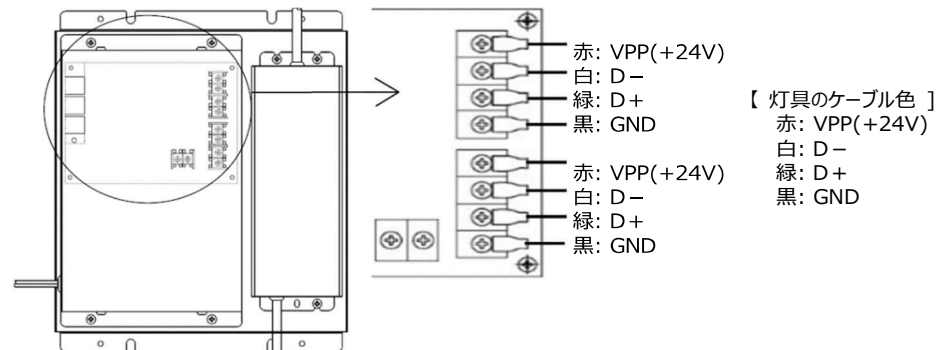 赤: VPP(+24V)
白: D−
緑: D+
黒: GND
赤: VPP(+24V)
白: D−
緑: D+
黒: GND
【 灯具のケーブル色 ]
赤: VPP(+24V)
白: D−
緑: D+
黒: GND